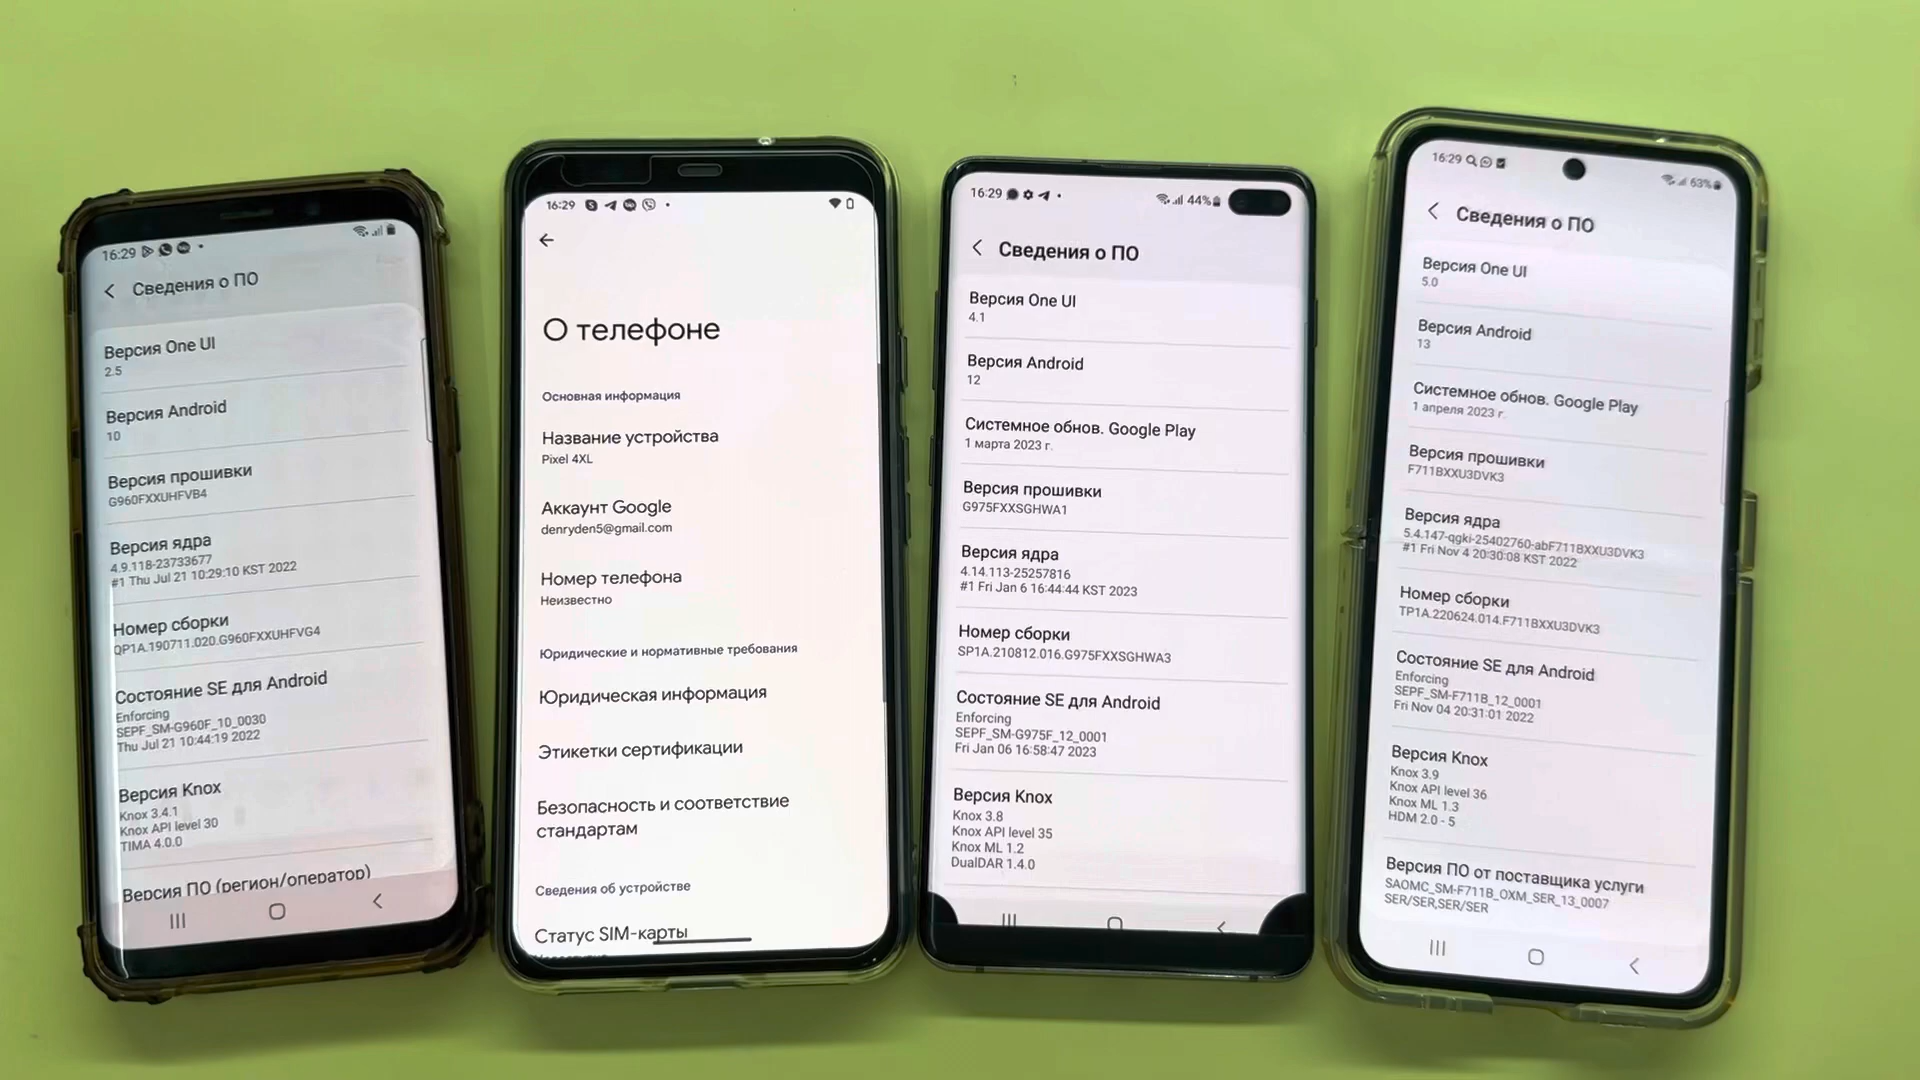 16:29
Сведения о ПО
Версия One UI
2.5
Версия Android
10
Версия прошивки
G960FXXUHFVB4
Версия ядра
4.9.118-23733677
#1 Thu Jul 21 10:29:10 KST 2022
Номер сборки
QP1A.190711.020.G960FXXUHFVG4
Состояние SE для Android
Enforcing
SEPF_SM-G960F_10_0030
Thu Jul 21 10:44:19 2022
Версия Knox
Knox 3.4.1
Knox API level 30
TIMA 4.0.0
Версия ПО (регион/оператор)
16:29
О телефоне
Основная информация
Название устройства
Pixel 4XL
Аккаунт Google
denryden5@gmail.com
Номер телефона
Неизвестно
Юридические и нормативные требования
Юридическая информация
Этикетки сертификации
Безопасность и соответствие
стандартам
Сведения об устройстве
Статус SIM-карты
16:29 44%
Сведения о ПО
Версия One UI
4.1
Версия Android
12
Системное обнов. Google Play
1 марта 2023 г.
Версия прошивки
G975FXXSGHWA1
Версия ядра
4.14.113-25257816
#1 Fri Jan 6 16:44:44 KST 2023
Номер сборки
SP1A.210812.016.G975FXXSGHWA3
Состояние SE для Android
Enforcing
SEPF_SM-G975F_12_0001
Fri Jan 06 16:58:47 2023
Версия Knox
Knox 3.8
Knox API level 35
Knox ML 1.2
DualDAR 1.4.0
16:29 63%
Сведения о ПО
Версия One UI
5.0
Версия Android
13
Системное обнов. Google Play
1 апреля 2023 г.
Версия прошивки
F711BXXU3DVK3
Версия ядра
5.4.147-qgki-25402760-abF711BXXU3DVK3
#1 Fri Nov 4 20:30:08 KST 2022
Номер сборки
TP1A.220624.014.F711BXXU3DVK3
Состояние SE для Android
Enforcing
SEPF_SM-F711B_12_0001
Fri Nov 04 20:31:01 2022
Версия Knox
Knox 3.9
Knox API level 36
Knox ML 1.3
HDM 2.0 - 5
Версия ПО от поставщика услуги
SAOMC_SM-F711B_OXM_SER_13_0007
SER/SER,SER/SER